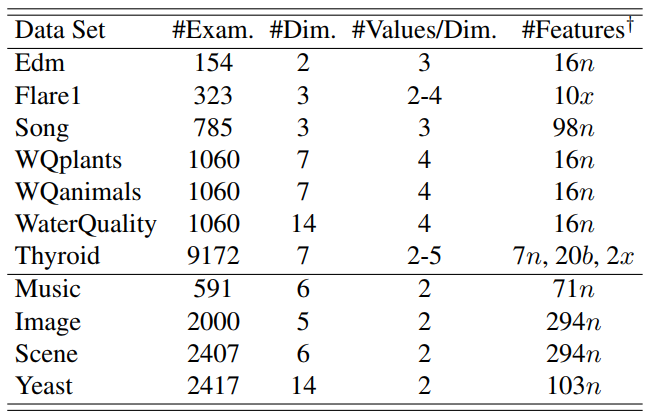 Data Set #Exam. #Dim. #Values/Dim. #Features†
Edm 154 2 3 16n
Flare1 323 3 2-4 10x
Song 785 3 3 98n
WQplants 1060 7 4 16n
WQanimals 1060 7 4 16n
WaterQuality 1060 14 4 16n
Thyroid 9172 7 2-5 7n, 20b, 2x
Music 591 6 2 71n
Image 2000 5 2 294n
Scene 2407 6 2 294n
Yeast 2417 14 2 103n